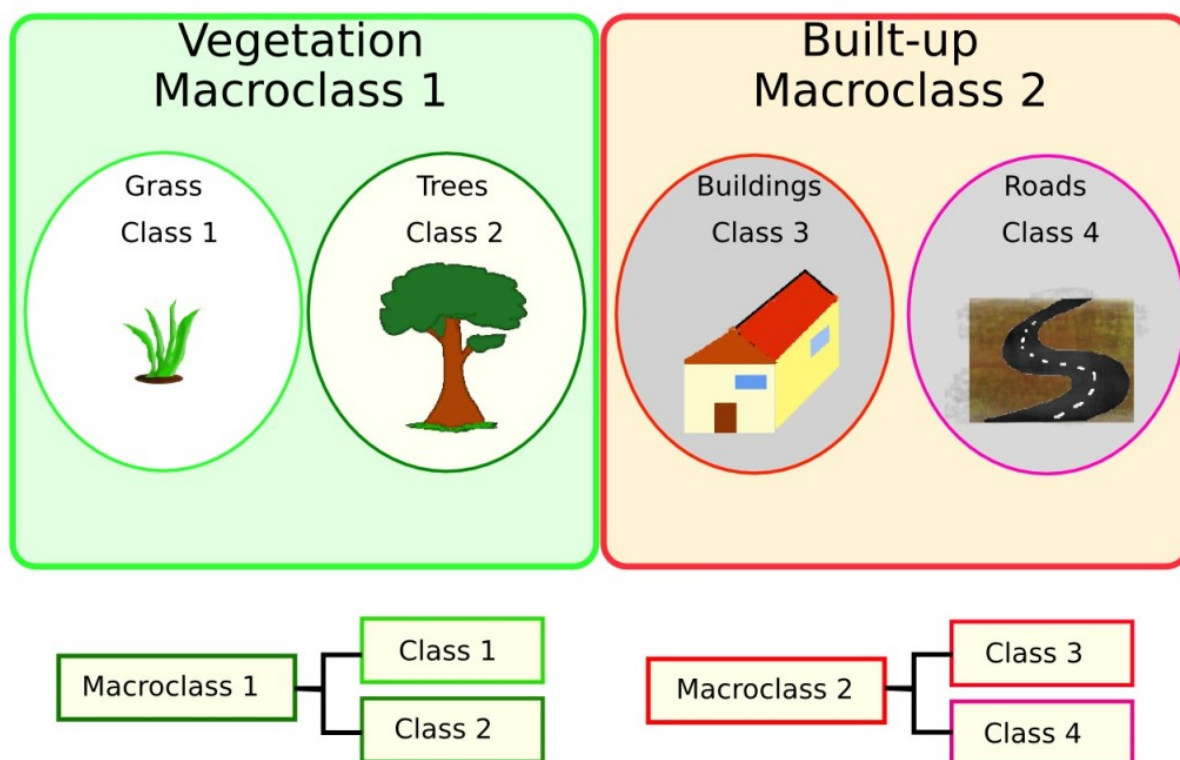 Vegetation
Macroclass 1
Built-up
Macroclass 2
Grass
Class 1
Trees
Class 2
Buildings
Class 3
Roads
Class 4
Macroclass 1
Class 1
Class 2
Macroclass 2
Class 3
Class 4